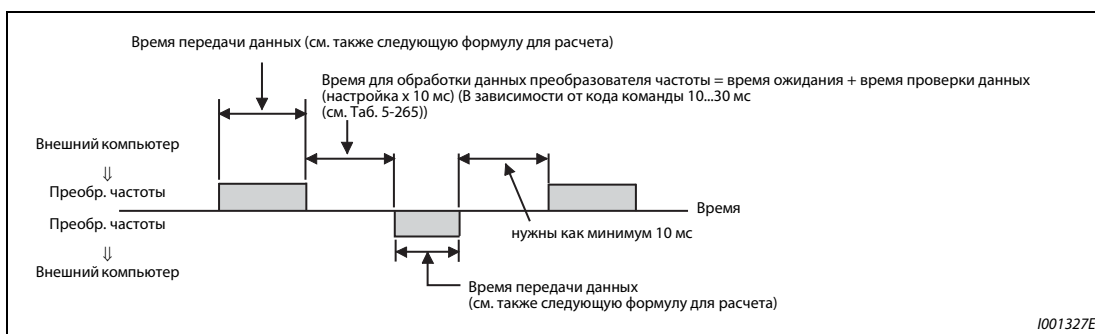 Время передачи данных (см. также следующую формулу для расчета)
Время для обработки данных преобразователя частоты = время ожидания + время проверки данных
(настройка x 10 мс) (В зависимости от кода команды 10...30 мс
(см. Таб. 5-265))
Внешний компьютер
⇓
Преобр. частоты
Время
Преобр. частоты
⇓
Внешний компьютер
нужны как минимум 10 мс
Время передачи данных
(см. также следующую формулу для расчета)
I001327E